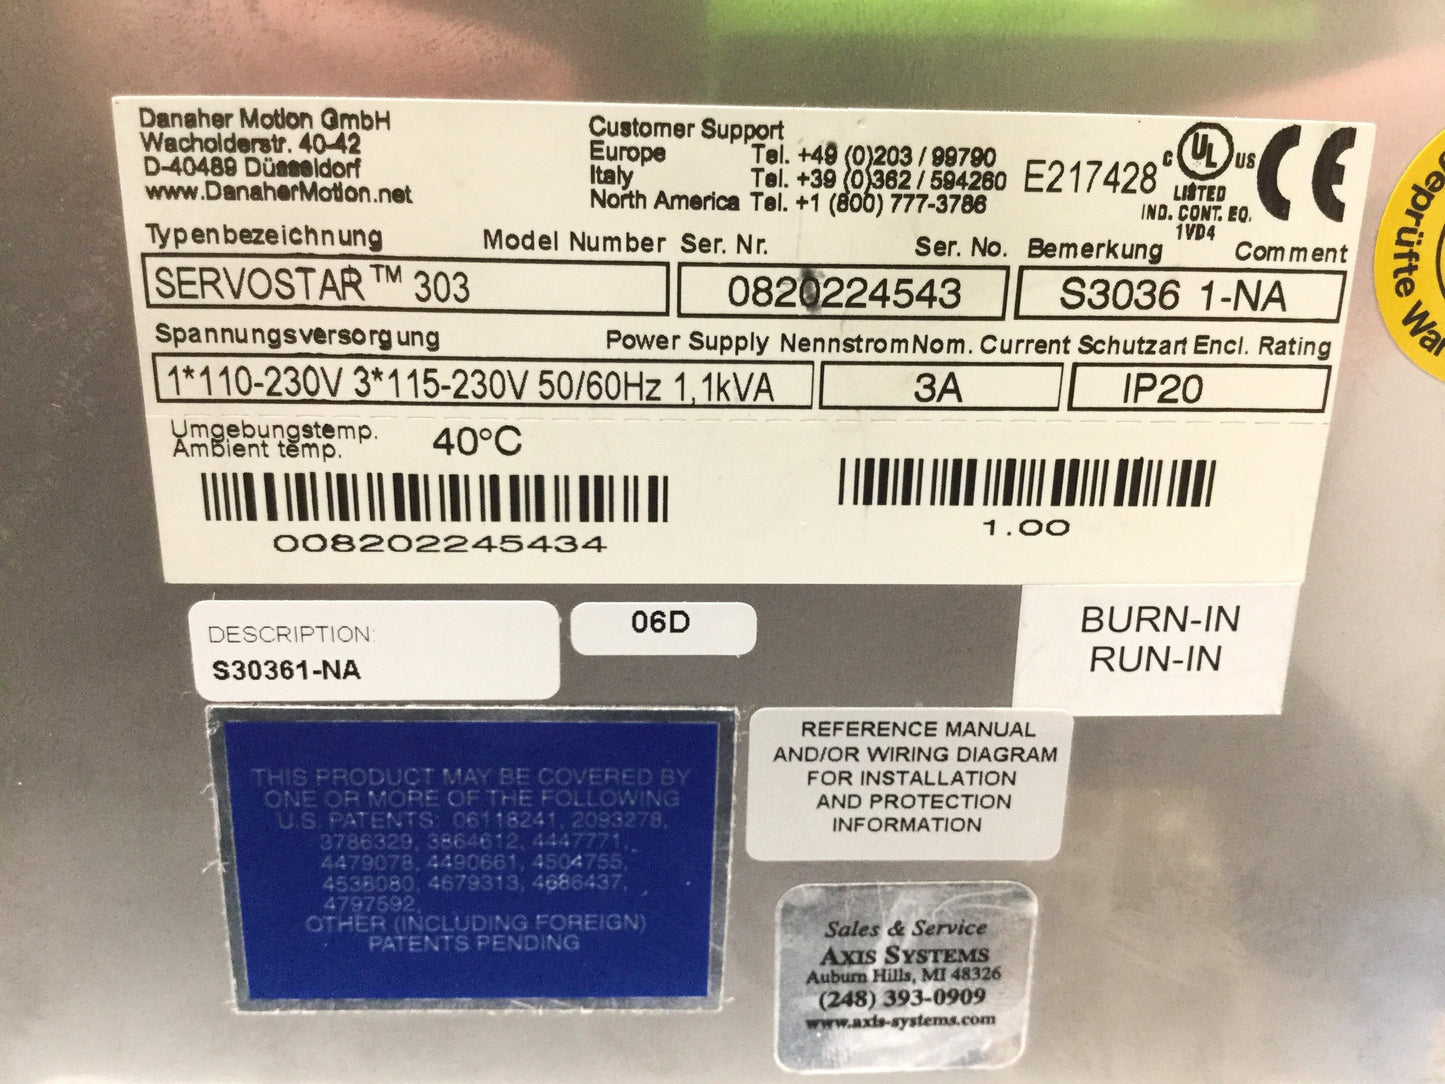 Danaher Motion GmbH
Wacholderstr. 40-42
D-40489 Düsseldorf
www.DanaherMotion.net
Customer Support
Europe Tel. +49 (0)203 / 99790
Italy Tel. +39 (0)362 / 594260
North America Tel. +1 (800) 777-3786
E217428
C UL US
LISTED
IND. CONT. EQ.
1VD4
CE
Typenbezeichnung Model Number Ser. Nr. Ser. No. Bemerkung Comment
SERVOSTAR™ 303 0820224543 S3036 1-NA
Spannungsversorgung Power Supply Nennstrom Nom. Current Schutzart Encl. Rating
1*110-230V 3*115-230V 50/60Hz 1,1kVA 3A IP20
Umgebungstemp.
Ambient temp. 40°C
008202245434
1.00
geprüfte War
DESCRIPTION:
S30361-NA
06D
BURN-IN
RUN-IN
THIS PRODUCT MAY BE COVERED BY
ONE OR MORE OF THE FOLLOWING
U.S. PATENTS: 06118241, 2093278,
3786329, 3864612, 4447771,
4479078, 4490661, 4504755,
4538080, 4679313, 4686437,
4797592,
OTHER (INCLUDING FOREIGN)
PATENTS PENDING
REFERENCE MANUAL
AND/OR WIRING DIAGRAM
FOR INSTALLATION
AND PROTECTION
INFORMATION
Sales & Service
AXIS SYSTEMS
Auburn Hills, MI 48326
(248) 393-0909
www.axis-systems.com